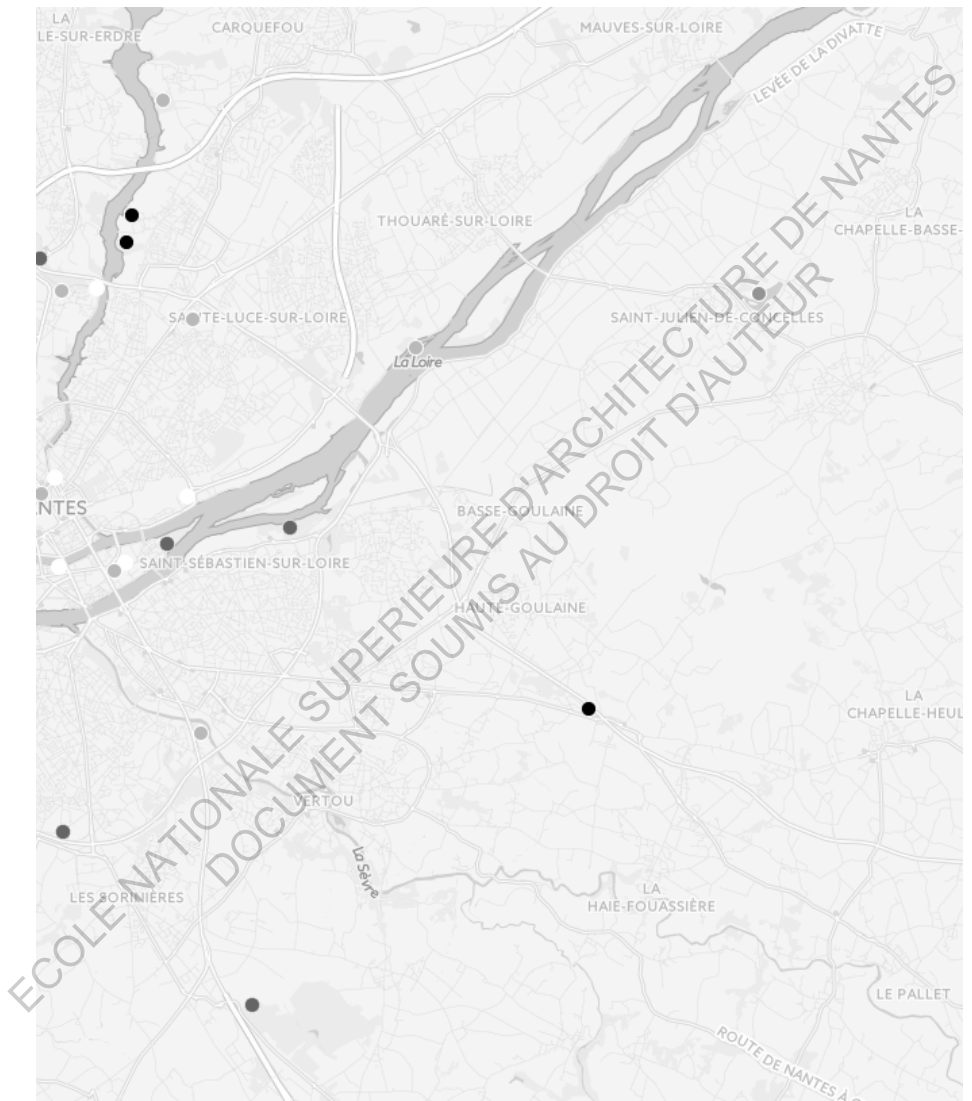 LA
LE-SUR-ERDRE
CARQUEFOU
MAUVES-SUR-LOIRE
LEVÉE DE LA DIVATTE
THOUARÉ-SUR-LOIRE
LA
CHAPELLE-BASSE-
SAINTE-LUCE-SUR-LOIRE
SAINT-JULIEN-DE-CONCELLES
La Loire
NTES
BASSE-GOULAINE
SAINT-SÉBASTIEN-SUR-LOIRE
HAUTE-GOULAINE
LA
CHAPELLE-HEUL
VERTOU
La Sèvre
LES SORINIÈRES
LA
HAIE-FOUASSIÈRE
LE PALLET
ROUTE DE NANTES À
ECOLE NATIONALE SUPERIEURE D'ARCHITECTURE DE NANTES
DOCUMENT SOUMIS AU DROIT D'AUTEUR